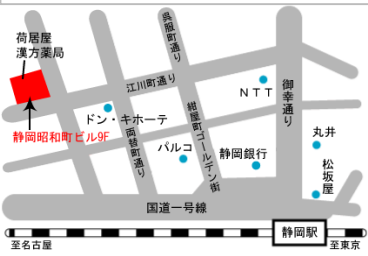 荷居屋
漢方薬局
呉服町通り
江川町通り
御幸通り
NTT
ドン・キホーテ
静岡昭和町ビル9F
両替町通り
紺屋町ゴールデン街
パルコ
静岡銀行
丸井
松坂屋
国道一号線
静岡駅
至名古屋
至東京